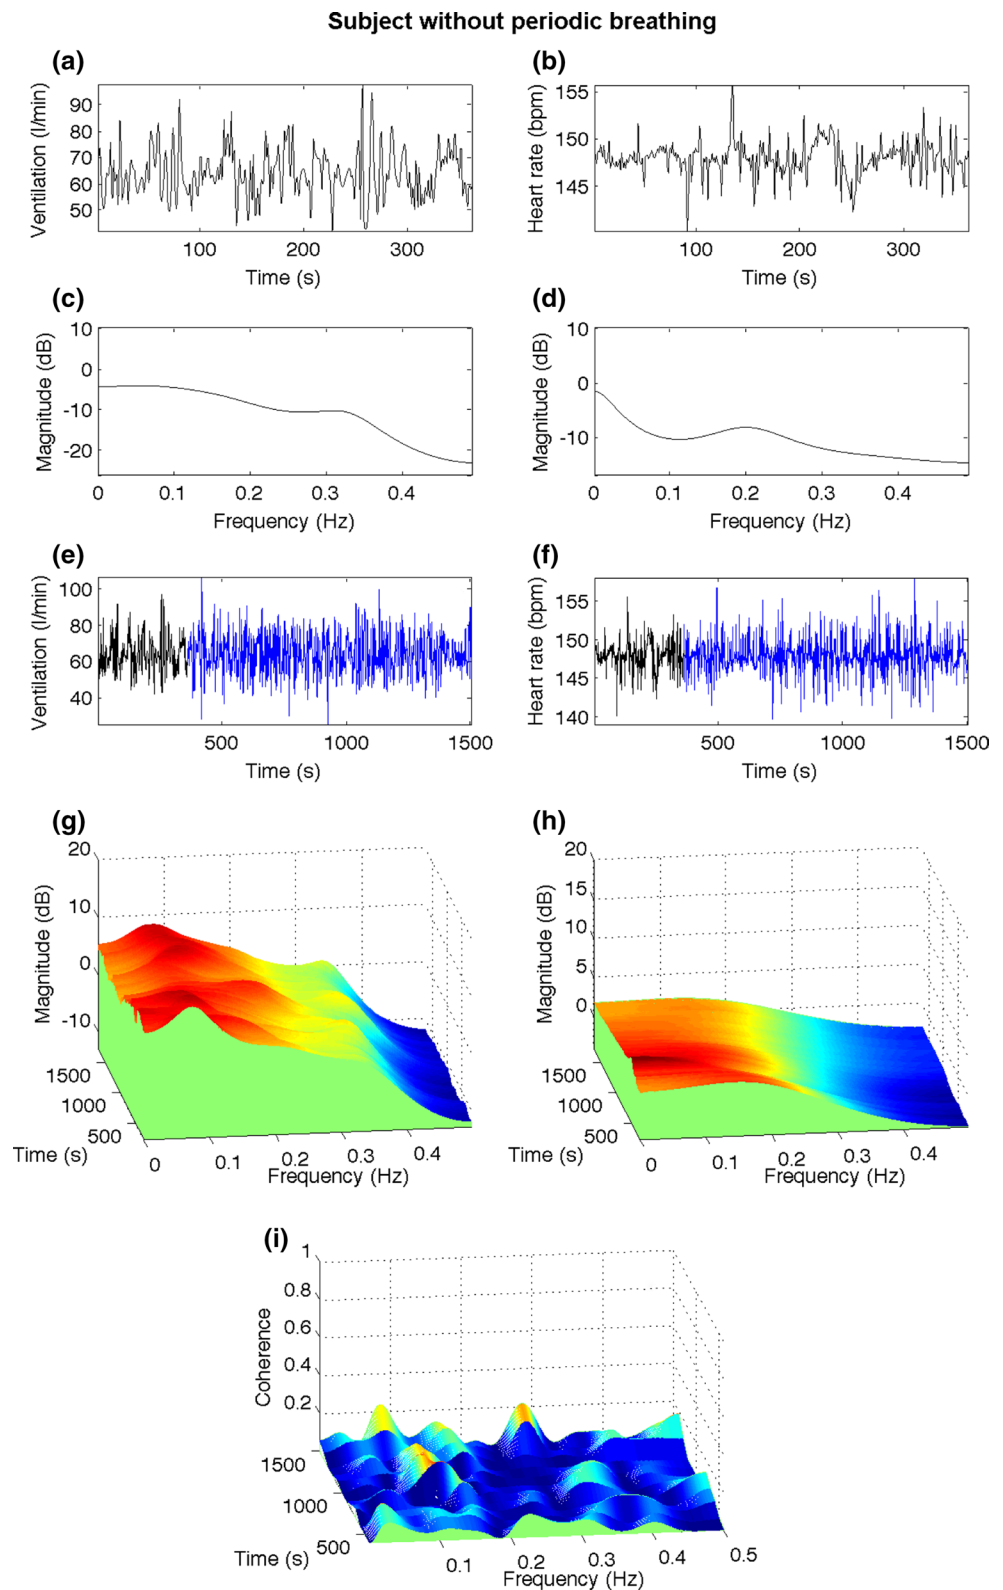 Subject without periodic breathing
(a)
Ventilation (l/min)
90
80
70
60
50
100 200 300
Time (s)
(b)
Heart rate (bpm)
155
150
145
100 200 300
Time (s)
(c)
Magnitude (dB)
10
0
-10
-20
0 0.1 0.2 0.3 0.4
Frequency (Hz)
(d)
Magnitude (dB)
10
0
-10
0 0.1 0.2 0.3 0.4
Frequency (Hz)
(e)
Ventilation (l/min)
100
80
60
40
500 1000 1500
Time (s)
(f)
Heart rate (bpm)
155
150
145
140
500 1000 1500
Time (s)
(g)
Magnitude (dB)
20
10
0
-10
1500
1000
500
Time (s)
0 0.1 0.2 0.3 0.4
Frequency (Hz)
(h)
Magnitude (dB)
20
15
10
5
0
1500
1000
500
Time (s)
0 0.1 0.2 0.3 0.4
Frequency (Hz)
(i)
Coherence
1
0.8
0.6
0.4
0.2
1500
1000
500
Time (s)
0.1 0.2 0.3 0.4 0.5
Frequency (Hz)